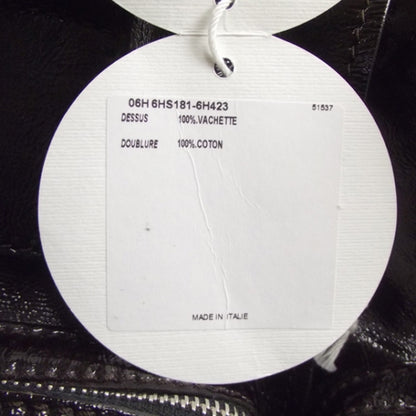 06H 6HS181-6H423 51537
DESSUS 100%.VACHETTE
DOUBLURE 100%.COTON
MADE IN ITALIE